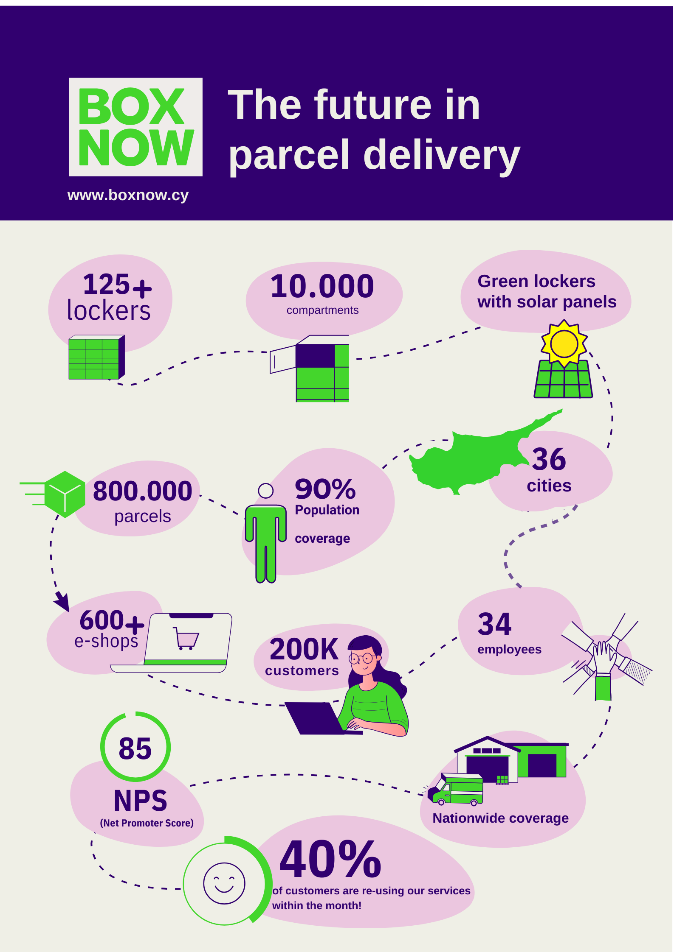 BOX
NOW
The future in
parcel delivery
www.boxnow.cy
125+
lockers
10.000
compartments
Green lockers
with solar panels
800.000
parcels
90%
Population
coverage
36
cities
600+
e-shops
200K
customers
34
employees
85
NPS
(Net Promoter Score)
Nationwide coverage
40%
of customers are re-using our services
within the month!